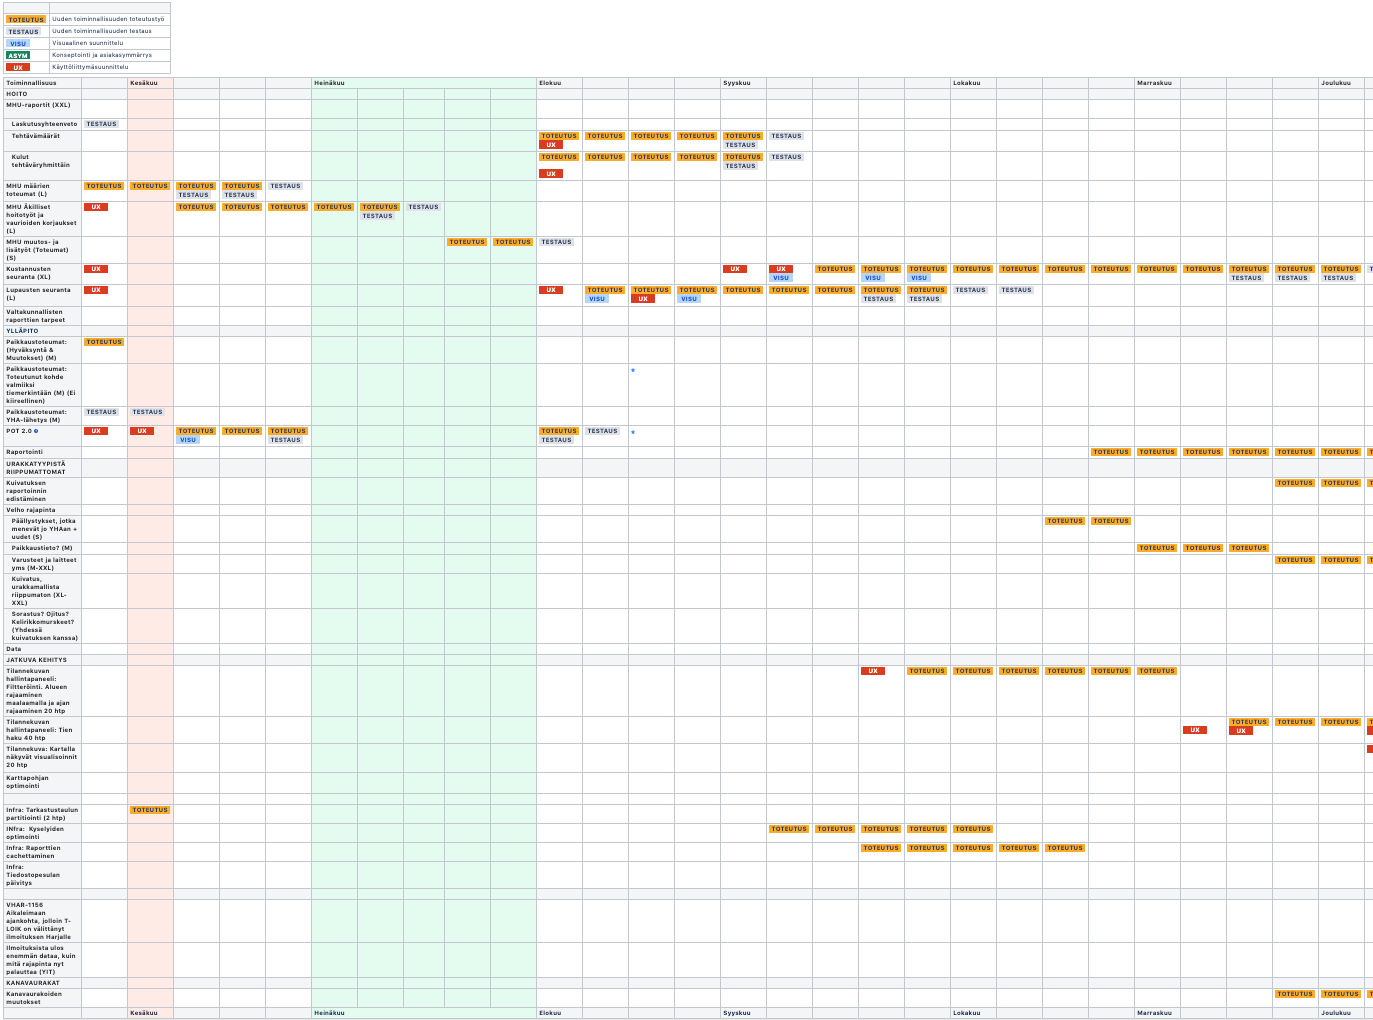 TOTEUTUS Uuden toiminnallisuuden toteutustyö
TESTAUS Uuden toiminnallisuuden testaus
VISU Visuaalinen suunnittelu
ASYM Konseptointi ja asiakasymmärrys
UX Käyttöliittymäsuunnittelu
Toiminnallisuus Kesäkuu Heinäkuu Elokuu Syyskuu Lokakuu Marraskuu Joulukuu
HOITO
MHU-raportit (XXL)
Laskutusyhteenveto TESTAUS
Tehtävämäärät TOTEUTUS TOTEUTUS TOTEUTUS TOTEUTUS TOTEUTUS TESTAUS
UX TESTAUS
Kulut TOTEUTUS TOTEUTUS TOTEUTUS TOTEUTUS TOTEUTUS TESTAUS
tehtäväryhmittäin TESTAUS
UX
MHU määrien TOTEUTUS TOTEUTUS TOTEUTUS TOTEUTUS TESTAUS
toteumat (L) TESTAUS TESTAUS
MHU Äkilliset UX TOTEUTUS TOTEUTUS TOTEUTUS TOTEUTUS TOTEUTUS TESTAUS
hoitotyöt ja TESTAUS
vaurioiden korjaukset
(L)
MHU muutos- ja TOTEUTUS TOTEUTUS TESTAUS
lisätyöt (Toteumat)
(S)
Kustannusten UX UX UX TOTEUTUS TOTEUTUS TOTEUTUS TOTEUTUS TOTEUTUS TOTEUTUS TOTEUTUS TOTEUTUS TOTEUTUS TOTEUTUS TOTEUTUS TOTEUTUS
seuranta (XL) VISU VISU VISU TESTAUS TESTAUS TESTAUS
Lupausten seuranta UX UX TOTEUTUS TOTEUTUS TOTEUTUS TOTEUTUS TOTEUTUS TOTEUTUS TOTEUTUS TOTEUTUS TESTAUS TESTAUS
(L) VISU UX VISU TESTAUS TESTAUS
Valtakunnallisten
raporttien tarpeet
YLLÄPITO
Paikkaustoteumat: TOTEUTUS
(Hyväksyntä &
Muutokset) (M)
Paikkaustoteumat: *
Toteutunut kohde
valmiiksi
tiemerkintään (M) (Ei
kiireellinen)
Paikkaustoteumat: TESTAUS TESTAUS
YHA-lähetys (M)
POT 2.0 UX UX TOTEUTUS TOTEUTUS TOTEUTUS TOTEUTUS TESTAUS *
VISU TESTAUS TESTAUS
Raportointi TOTEUTUS TOTEUTUS TOTEUTUS TOTEUTUS TOTEUTUS TOTEUTUS
URAKKATYYPISTÄ
RIIPPUMATTOMAT
Kuivatuksen TOTEUTUS TOTEUTUS
raportoinnin
edistäminen
Velho rajapinta
Päällystykset, jotka TOTEUTUS TOTEUTUS
menevät jo YHAan +
uudet (S)
Paikkaustieto? (M) TOTEUTUS TOTEUTUS TOTEUTUS
Varusteet ja laitteet TOTEUTUS TOTEUTUS
yms (M-XXL)
Kuivatus,
urakkamallista
riippumaton (XL-
XXL)
Sorastus? Ojitus?
Kelirikkomurskeet?
(Yhdessä
kuivatuksen kanssa)
Data
JATKUVA KEHITYS
Tilannekuvan UX TOTEUTUS TOTEUTUS TOTEUTUS TOTEUTUS TOTEUTUS TOTEUTUS
hallintapaneeli:
Filtteröinti. Alueen
rajaaminen
maalaamalla ja ajan
rajaaminen 20 htp
Tilannekuvan TOTEUTUS TOTEUTUS TOTEUTUS
hallintapaneeli: Tien UX UX
haku 40 htp
Tilannekuva: Kartalla
näkyvät visualisoinnit
20 htp
Karttapohjan
optimointi
Infra: Tarkastustaulun TOTEUTUS
partitiointi (2 htp)
INfra: Kyselyiden TOTEUTUS TOTEUTUS TOTEUTUS TOTEUTUS TOTEUTUS
optimointi
Infra: Raporttien TOTEUTUS TOTEUTUS TOTEUTUS TOTEUTUS TOTEUTUS
cachettaminen
Infra:
Tiedostopesulan
päivitys
VHAR-1156
Aikaleimaan
ajankohta, jolloin T-
LOIK on välittänyt
ilmoituksen Harjalle
Ilmoituksista ulos
enemmän dataa, kuin
mitä rajapinta nyt
palauttaa (YIT)
KANAVAURAKAT
Kanavaurakoiden TOTEUTUS TOTEUTUS
muutokset
Kesäkuu Heinäkuu Elokuu Syyskuu Lokakuu Marraskuu Joulukuu